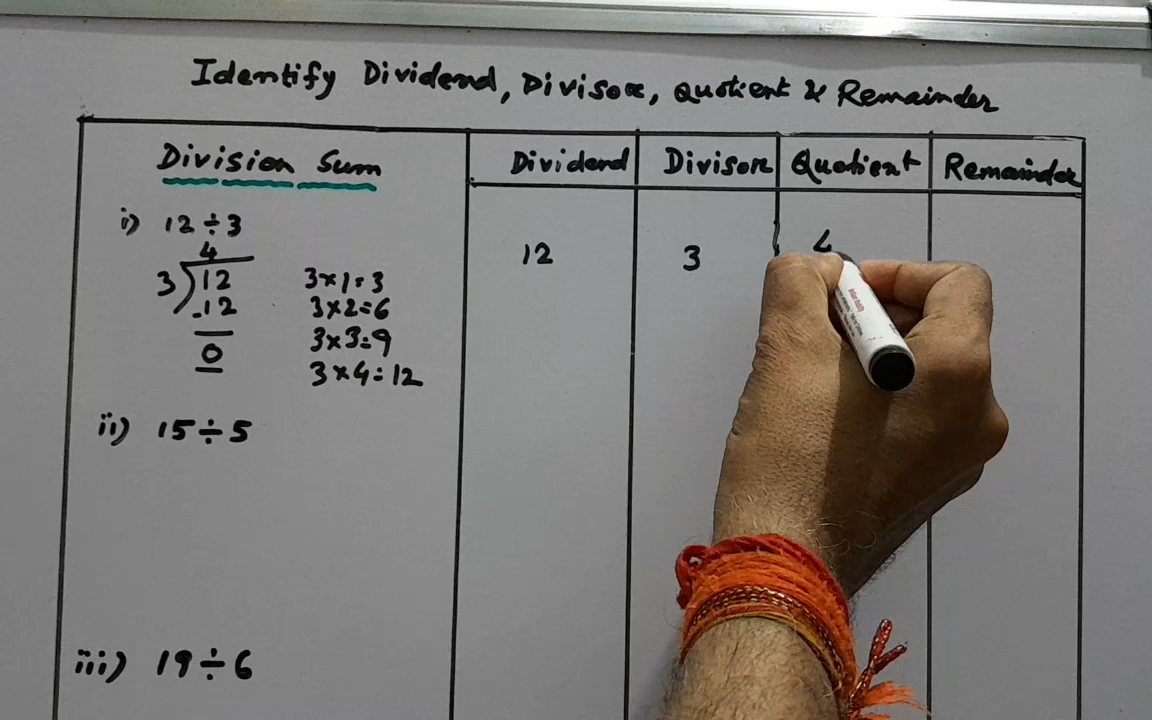 Identify Dividend, Divisor, Quotient & Remainder
Division Sum Dividend Divisor Quotient Remainder
i) 12 ÷ 3
4
3)12 3×1=3
-12 3×2=6
0 3×3=9
3×4=12
12 3 4
ii) 15 ÷ 5
iii) 19 ÷ 6